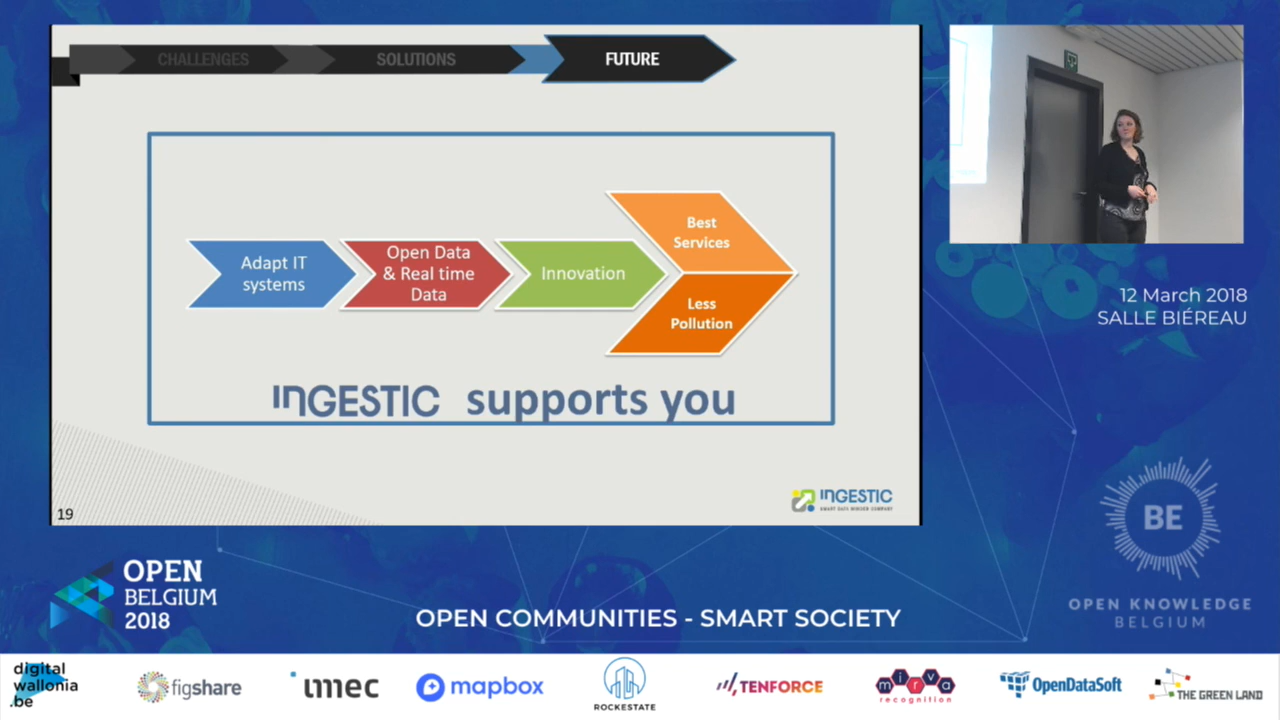 CHALLENGES
SOLUTIONS
FUTURE
Adapt IT
systems
Open Data
& Real time
Data
Innovation
Best
Services
Less
Pollution
INGESTIC supports you
INGESTIC
SMART DATA MINDED COMPANY
19
12 March 2018
SALLE BIÉREAU
BE
OPEN KNOWLEDGE
BELGIUM
OPEN
BELGIUM
2018
OPEN COMMUNITIES - SMART SOCIETY
digital
wallonia
.be
figshare
imec
mapbox
ROCKESTATE
TENFORCE
mirva
recognition
OpenDataSoft
THE GREEN LAND